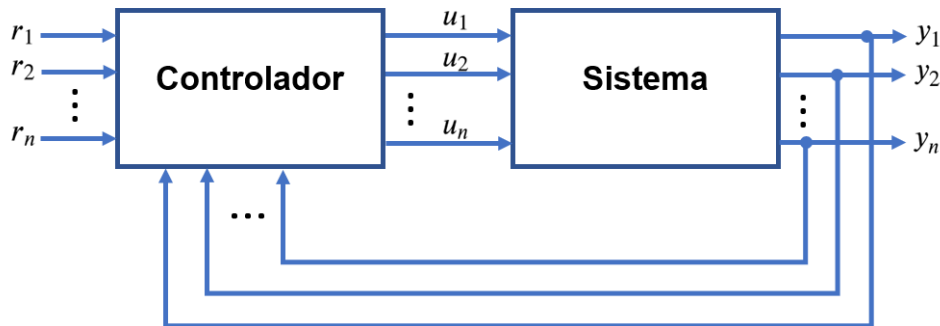 r₁
r₂
⋮
rₙ
Controlador
u₁
u₂
⋮
uₙ
Sistema
y₁
y₂
⋮
yₙ
…